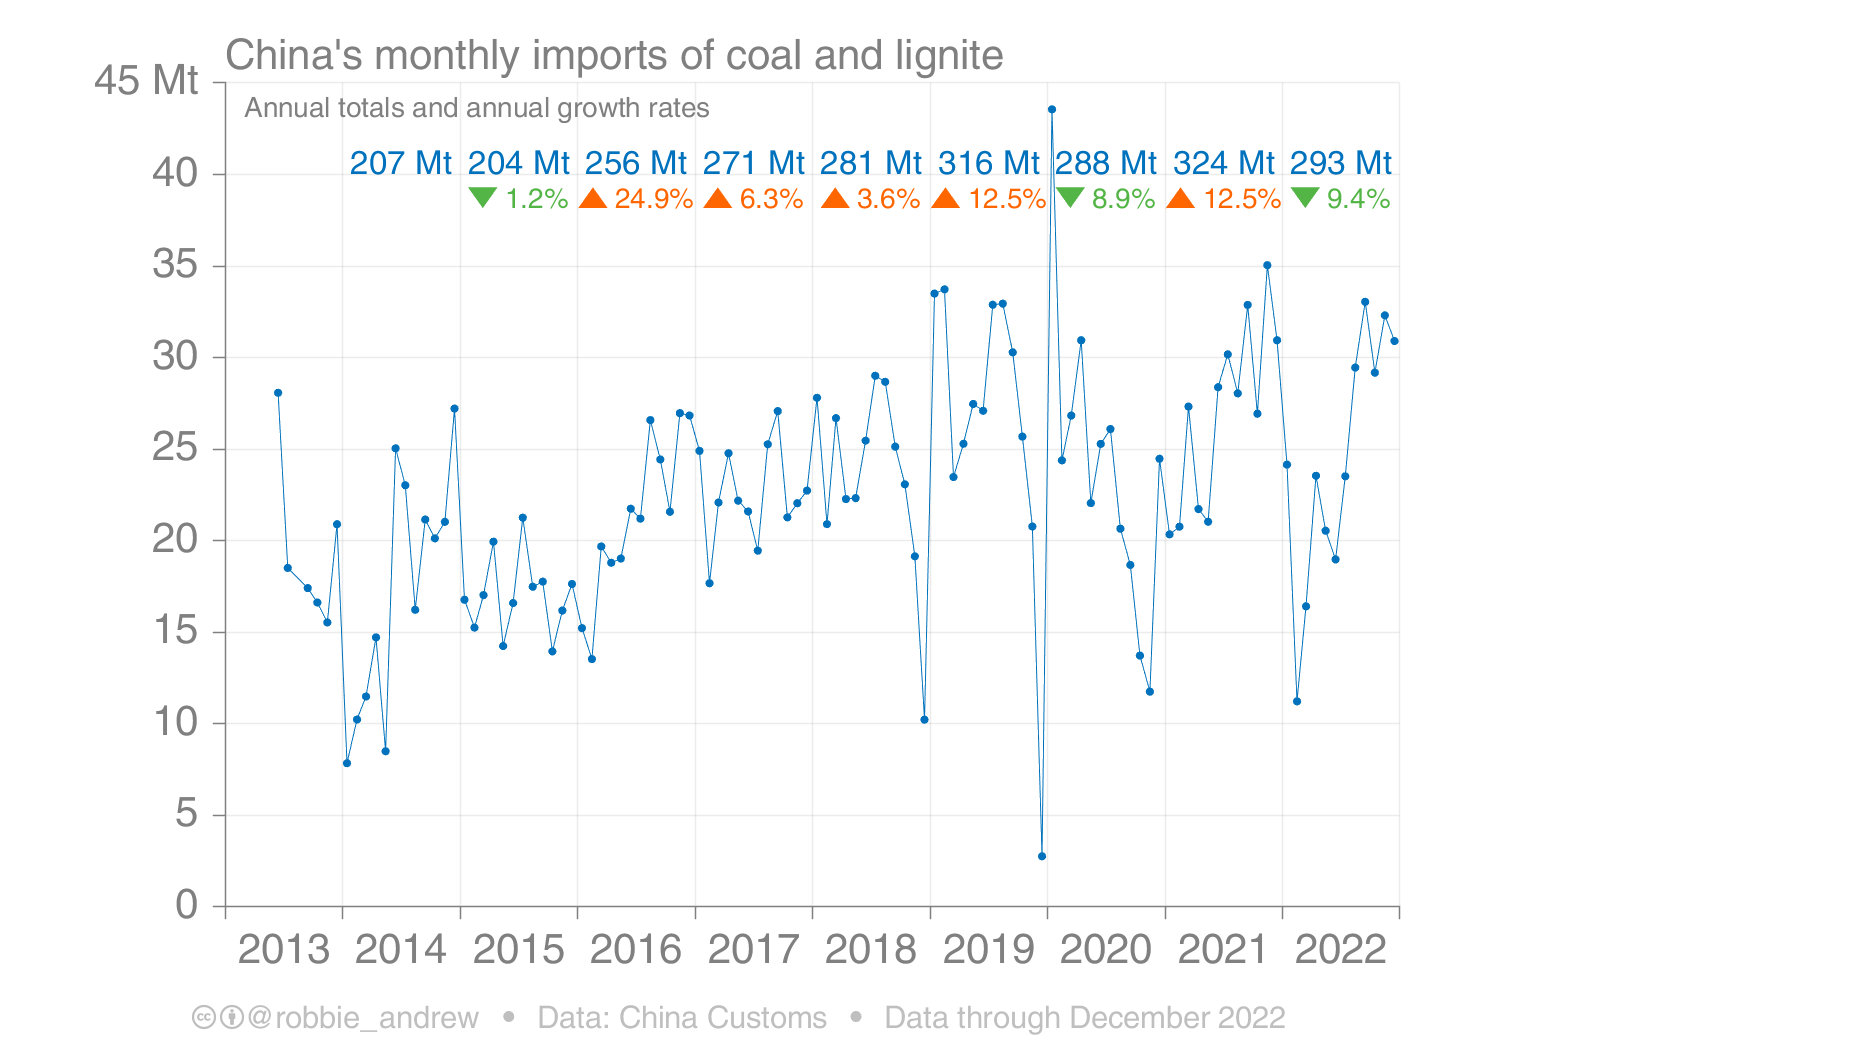 China's monthly imports of coal and lignite
45 Mt
Annual totals and annual growth rates
207 Mt 204 Mt 256 Mt 271 Mt 281 Mt 316 Mt 288 Mt 324 Mt 293 Mt
40
▼ 1.2% ▲ 24.9% ▲ 6.3% ▲ 3.6% ▲ 12.5% ▼ 8.9% ▲ 12.5% ▼ 9.4%
35
30
25
20
15
10
5
0
2013 2014 2015 2016 2017 2018 2019 2020 2021 2022
cc @robbie_andrew • Data: China Customs • Data through December 2022